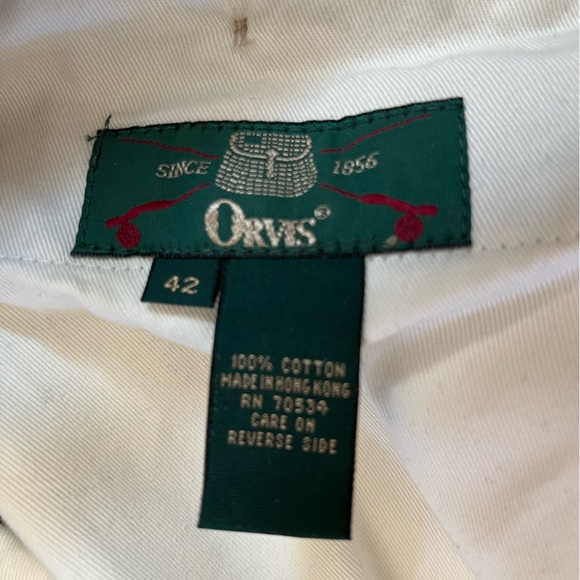 SINCE 1856
ORVIS®
42
100% COTTON
MADE IN HONG KONG
RN 70534
CARE ON
REVERSE SIDE